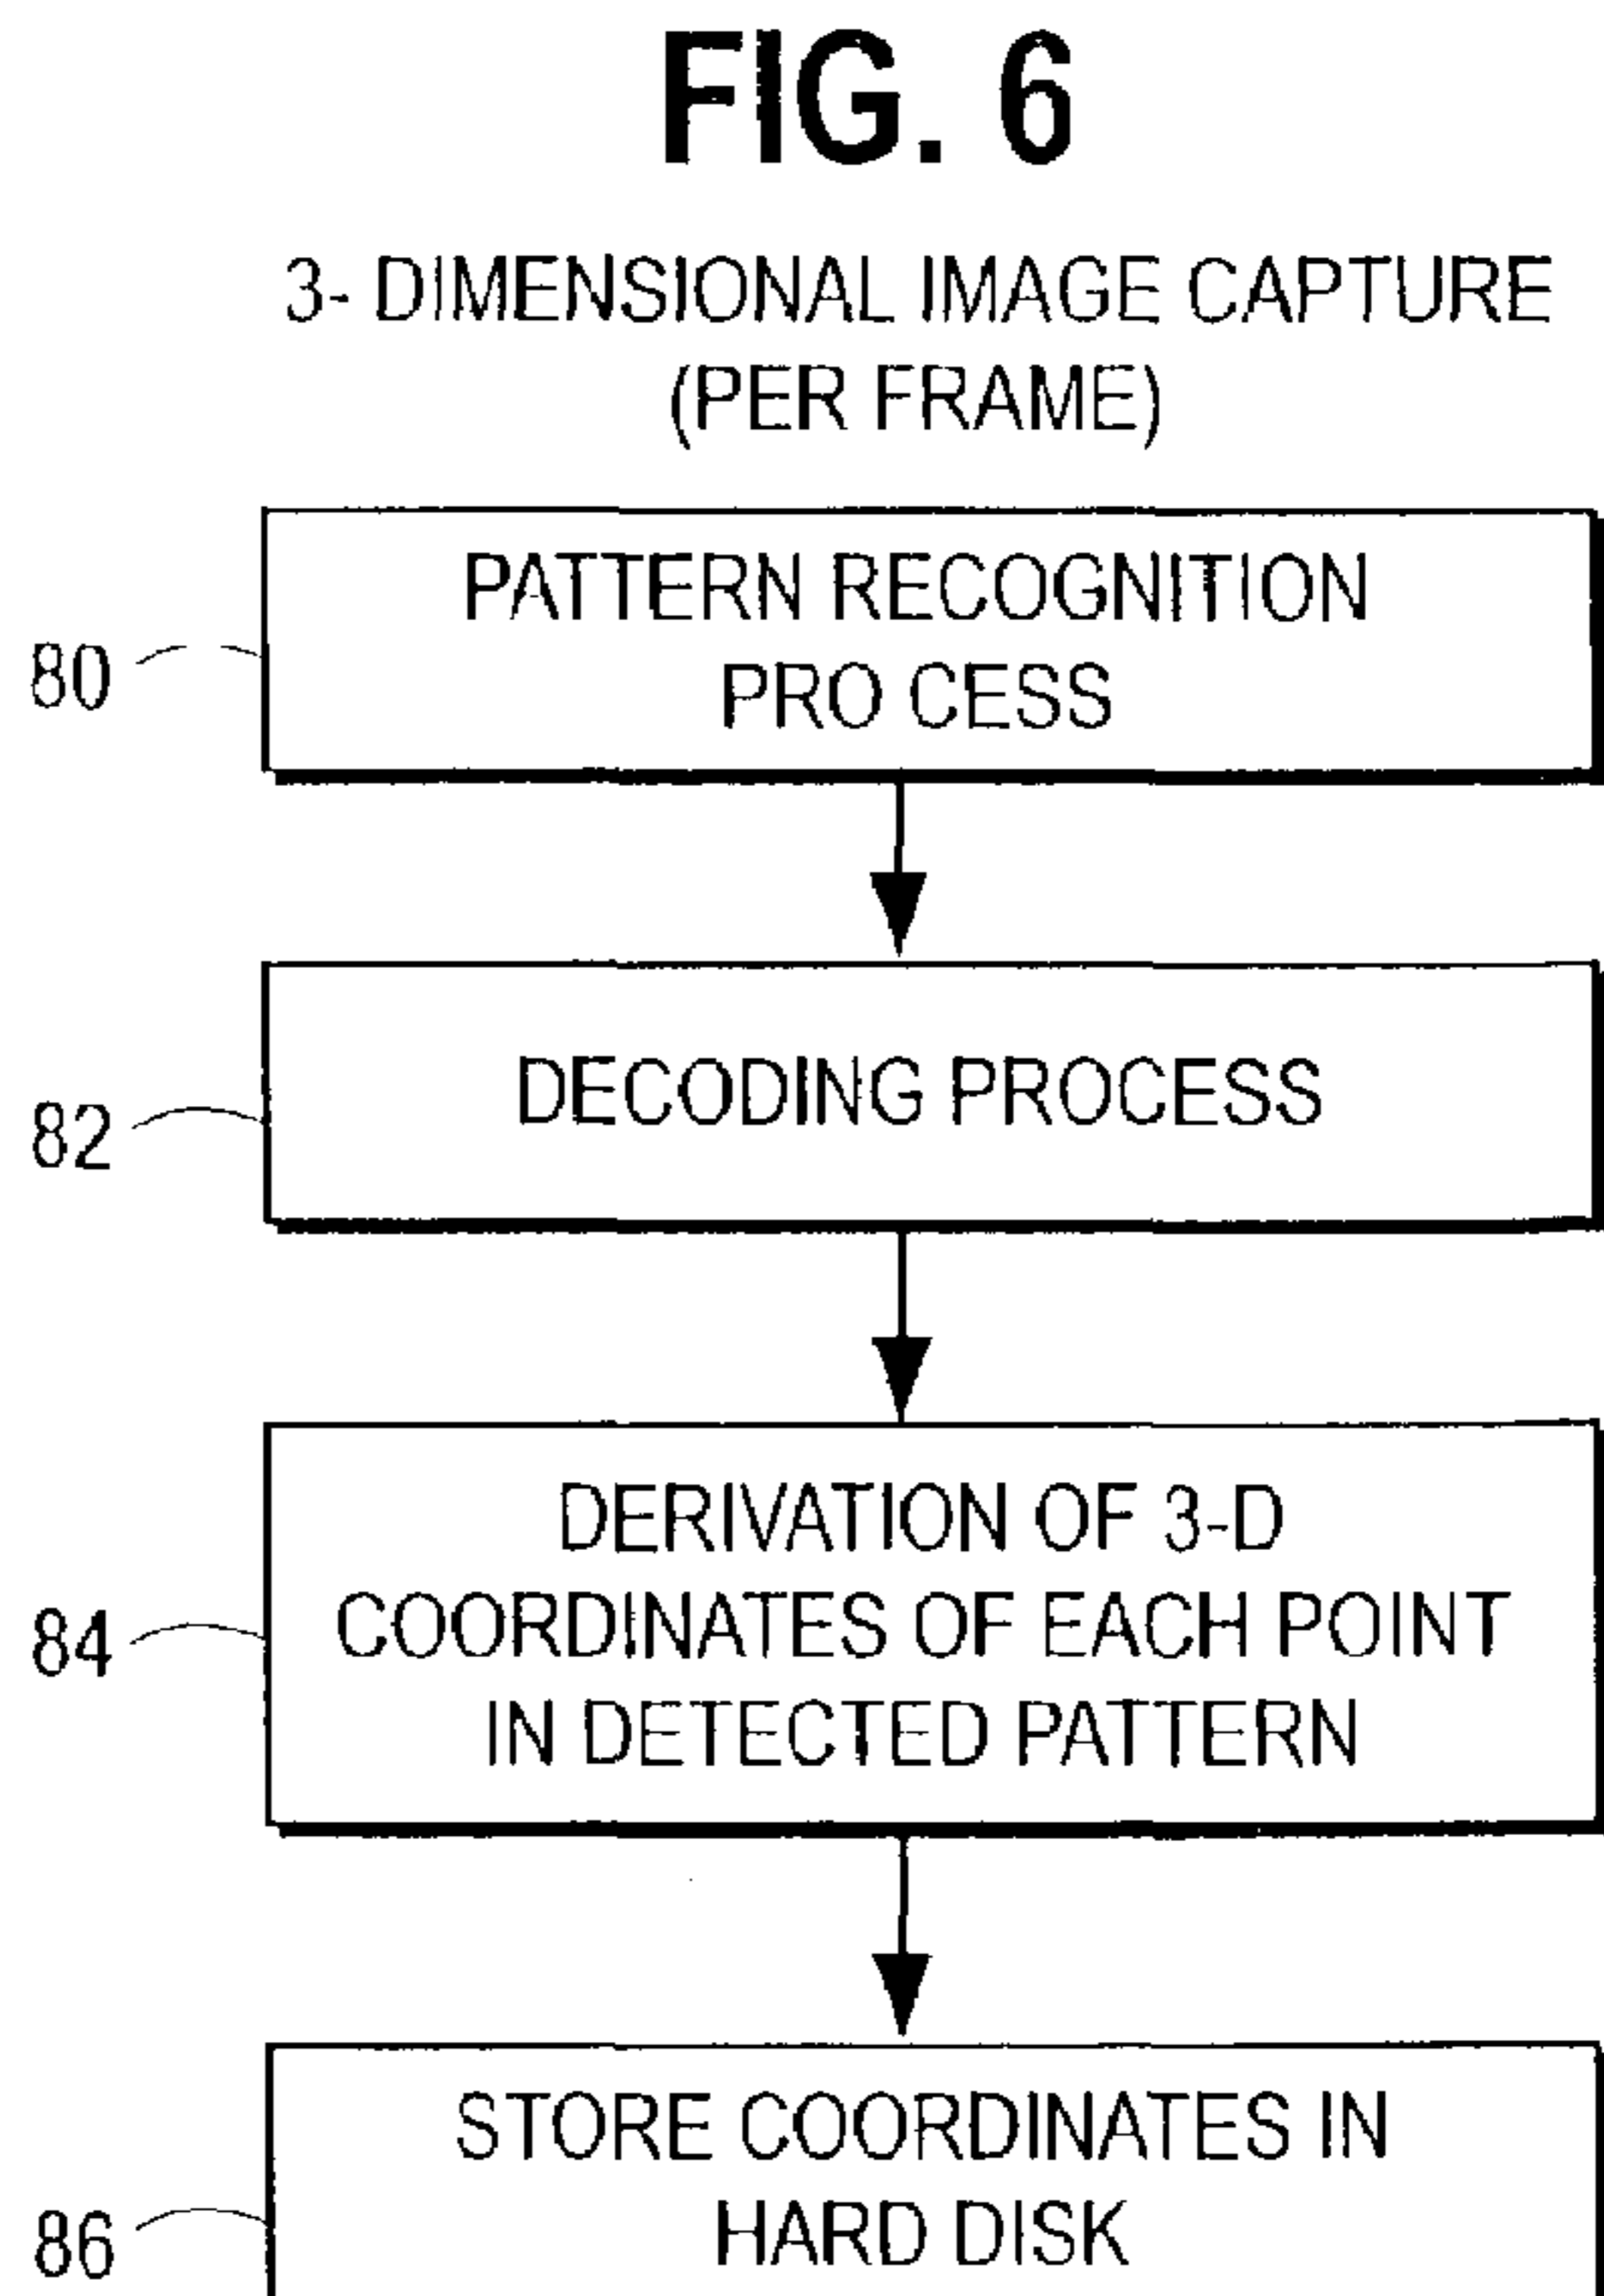 FIG. 6
3- DIMENSIONAL IMAGE CAPTURE
(PER FRAME)
PATTERN RECOGNITION
PRO CESS
80
DECODING PROCESS
82
DERIVATION OF 3-D
COORDINATES OF EACH POINT
IN DETECTED PATTERN
84
STORE COORDINATES IN
HARD DISK
86